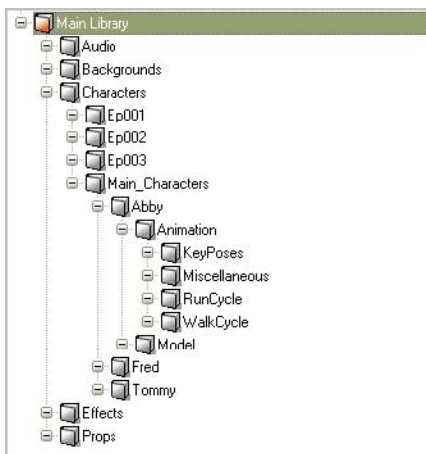 Main Library
Audio
Backgrounds
Characters
Ep001
Ep002
Ep003
Main_Characters
Abby
Animation
KeyPoses
Miscellaneous
RunCycle
WalkCycle
Model
Fred
Tommy
Effects
Props